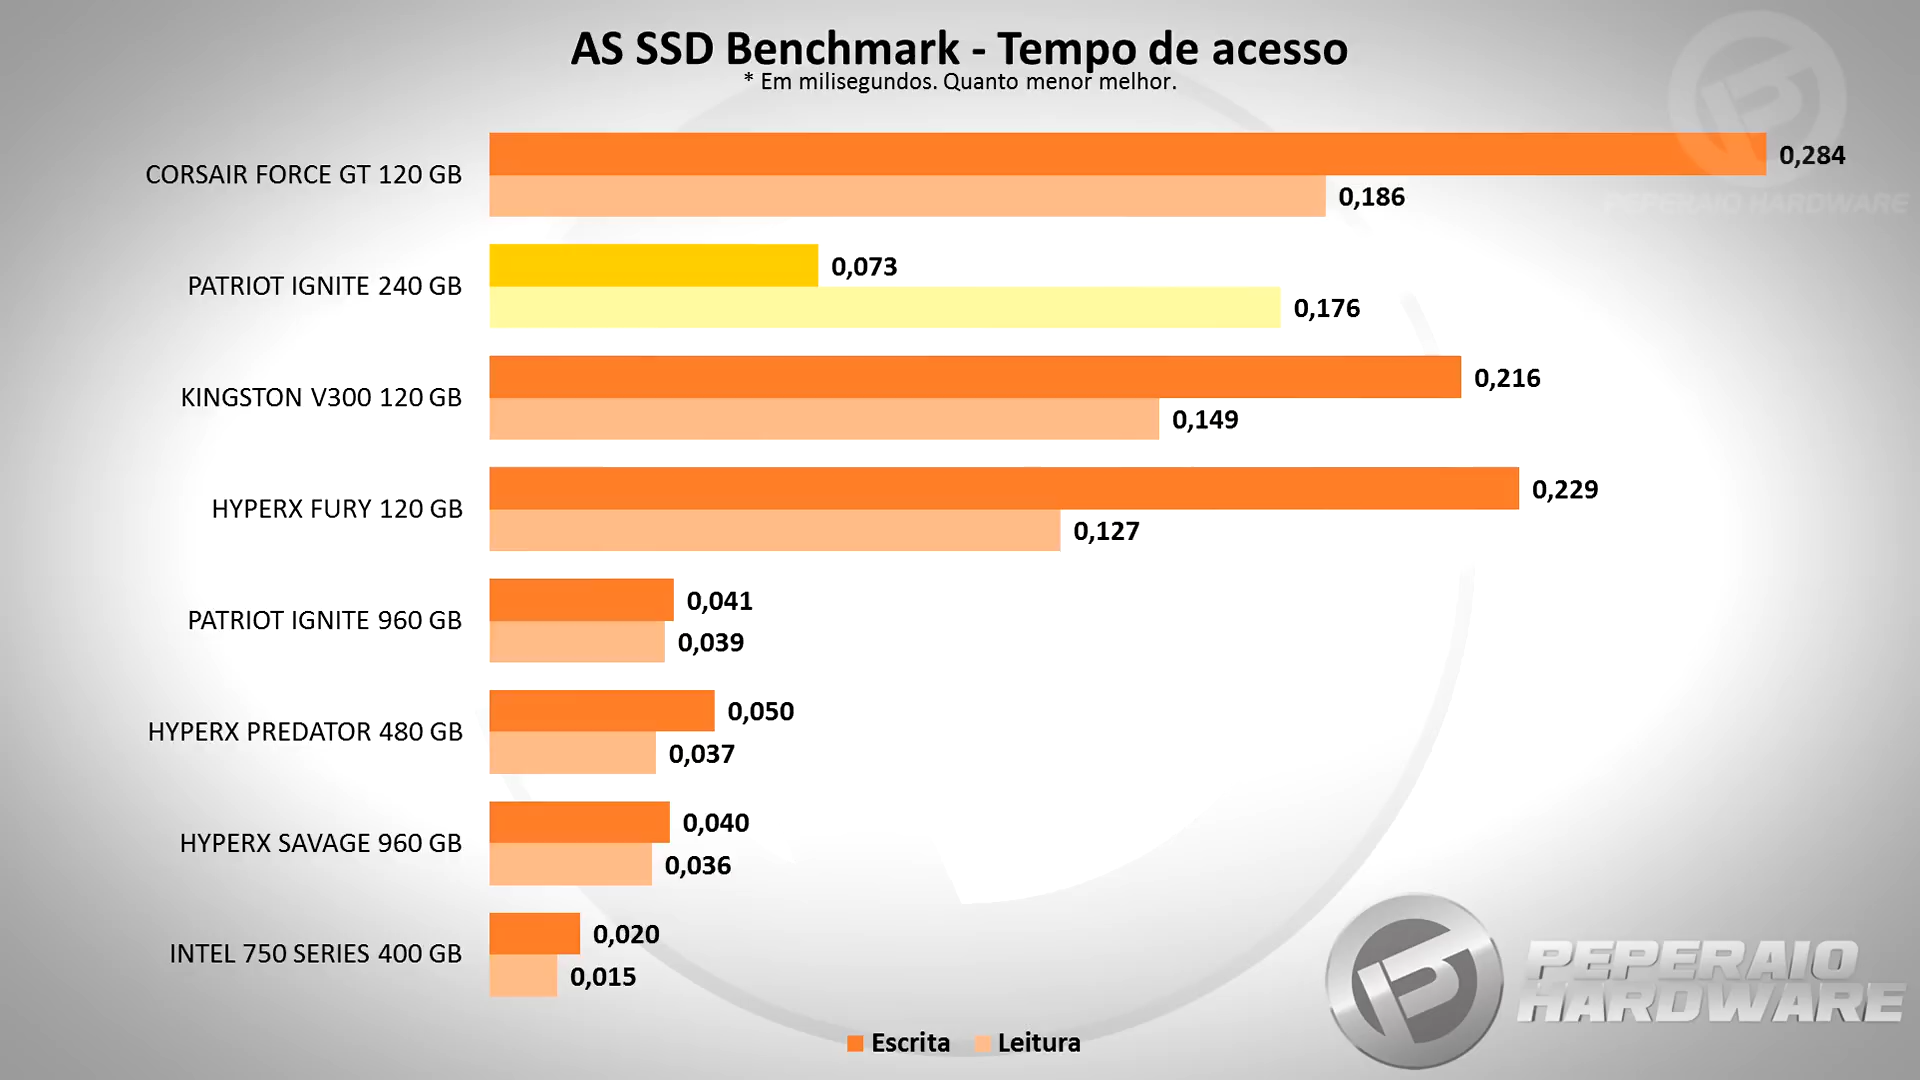 AS SSD Benchmark - Tempo de acesso
* Em milisegundos. Quanto menor melhor.
CORSAIR FORCE GT 120 GB
0,284
0,186
PEPERAIO HARDWARE
PATRIOT IGNITE 240 GB
0,073
0,176
KINGSTON V300 120 GB
0,216
0,149
HYPERX FURY 120 GB
0,229
0,127
PATRIOT IGNITE 960 GB
0,041
0,039
HYPERX PREDATOR 480 GB
0,050
0,037
HYPERX SAVAGE 960 GB
0,040
0,036
INTEL 750 SERIES 400 GB
0,020
0,015
Escrita Leitura
PEPERAIO
HARDWARE